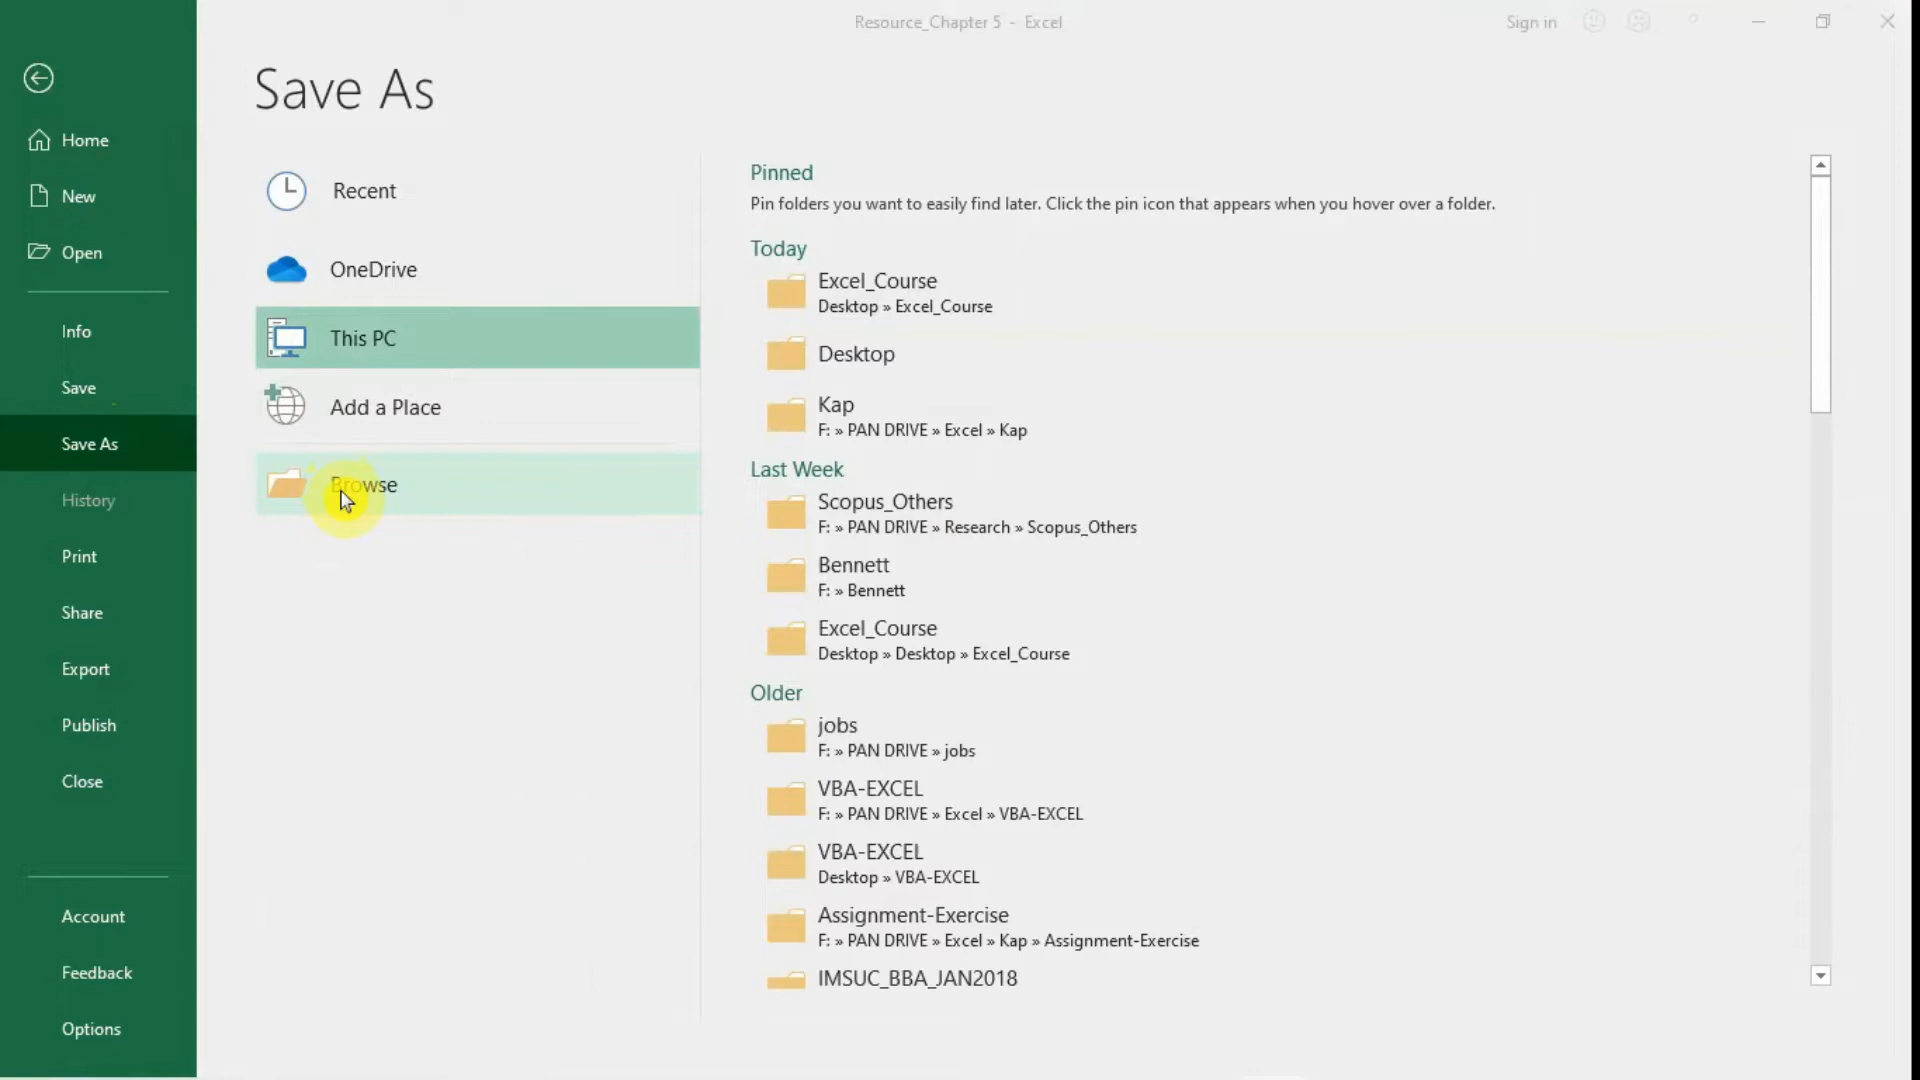 Resource_Chapter 5 - Excel
Sign in
Save As
Home
New
Open
Info
Save
Save As
History
Print
Share
Export
Publish
Close
Account
Feedback
Options
Recent
OneDrive
This PC
Add a Place
Browse
Pinned
Pin folders you want to easily find later. Click the pin icon that appears when you hover over a folder.
Today
Excel_Course
Desktop » Excel_Course
Desktop
Kap
F: » PAN DRIVE » Excel » Kap
Last Week
Scopus_Others
F: » PAN DRIVE » Research » Scopus_Others
Bennett
F: » Bennett
Excel_Course
Desktop » Desktop » Excel_Course
Older
jobs
F: » PAN DRIVE » jobs
VBA-EXCEL
F: » PAN DRIVE » Excel » VBA-EXCEL
VBA-EXCEL
Desktop » VBA-EXCEL
Assignment-Exercise
F: » PAN DRIVE » Excel » Kap » Assignment-Exercise
IMSUC_BBA_JAN2018